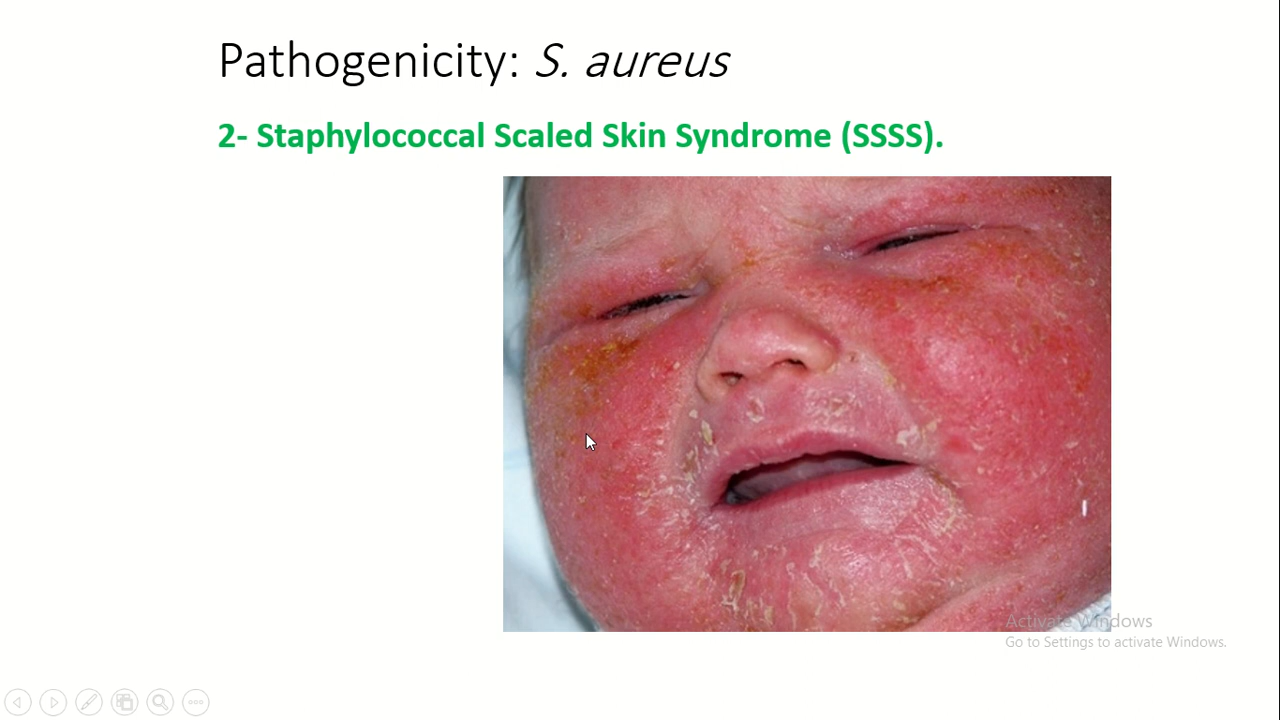 Pathogenicity: S. aureus
2- Staphylococcal Scaled Skin Syndrome (SSSS).
Activate Windows
Go to Settings to activate Windows.